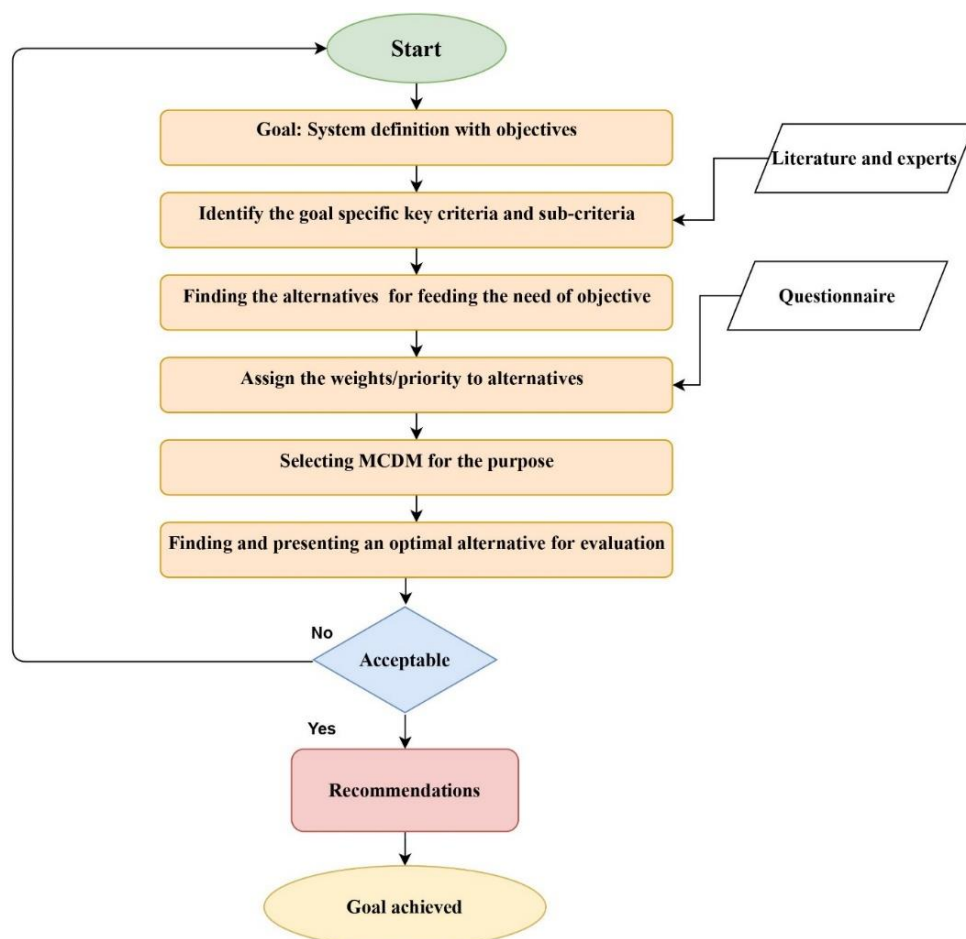 Start
Goal: System definition with objectives
Literature and experts
Identify the goal specific key criteria and sub-criteria
Finding the alternatives for feeding the need of objective
Questionnaire
Assign the weights/priority to alternatives
Selecting MCDM for the purpose
Finding and presenting an optimal alternative for evaluation
No
Acceptable
Yes
Recommendations
Goal achieved